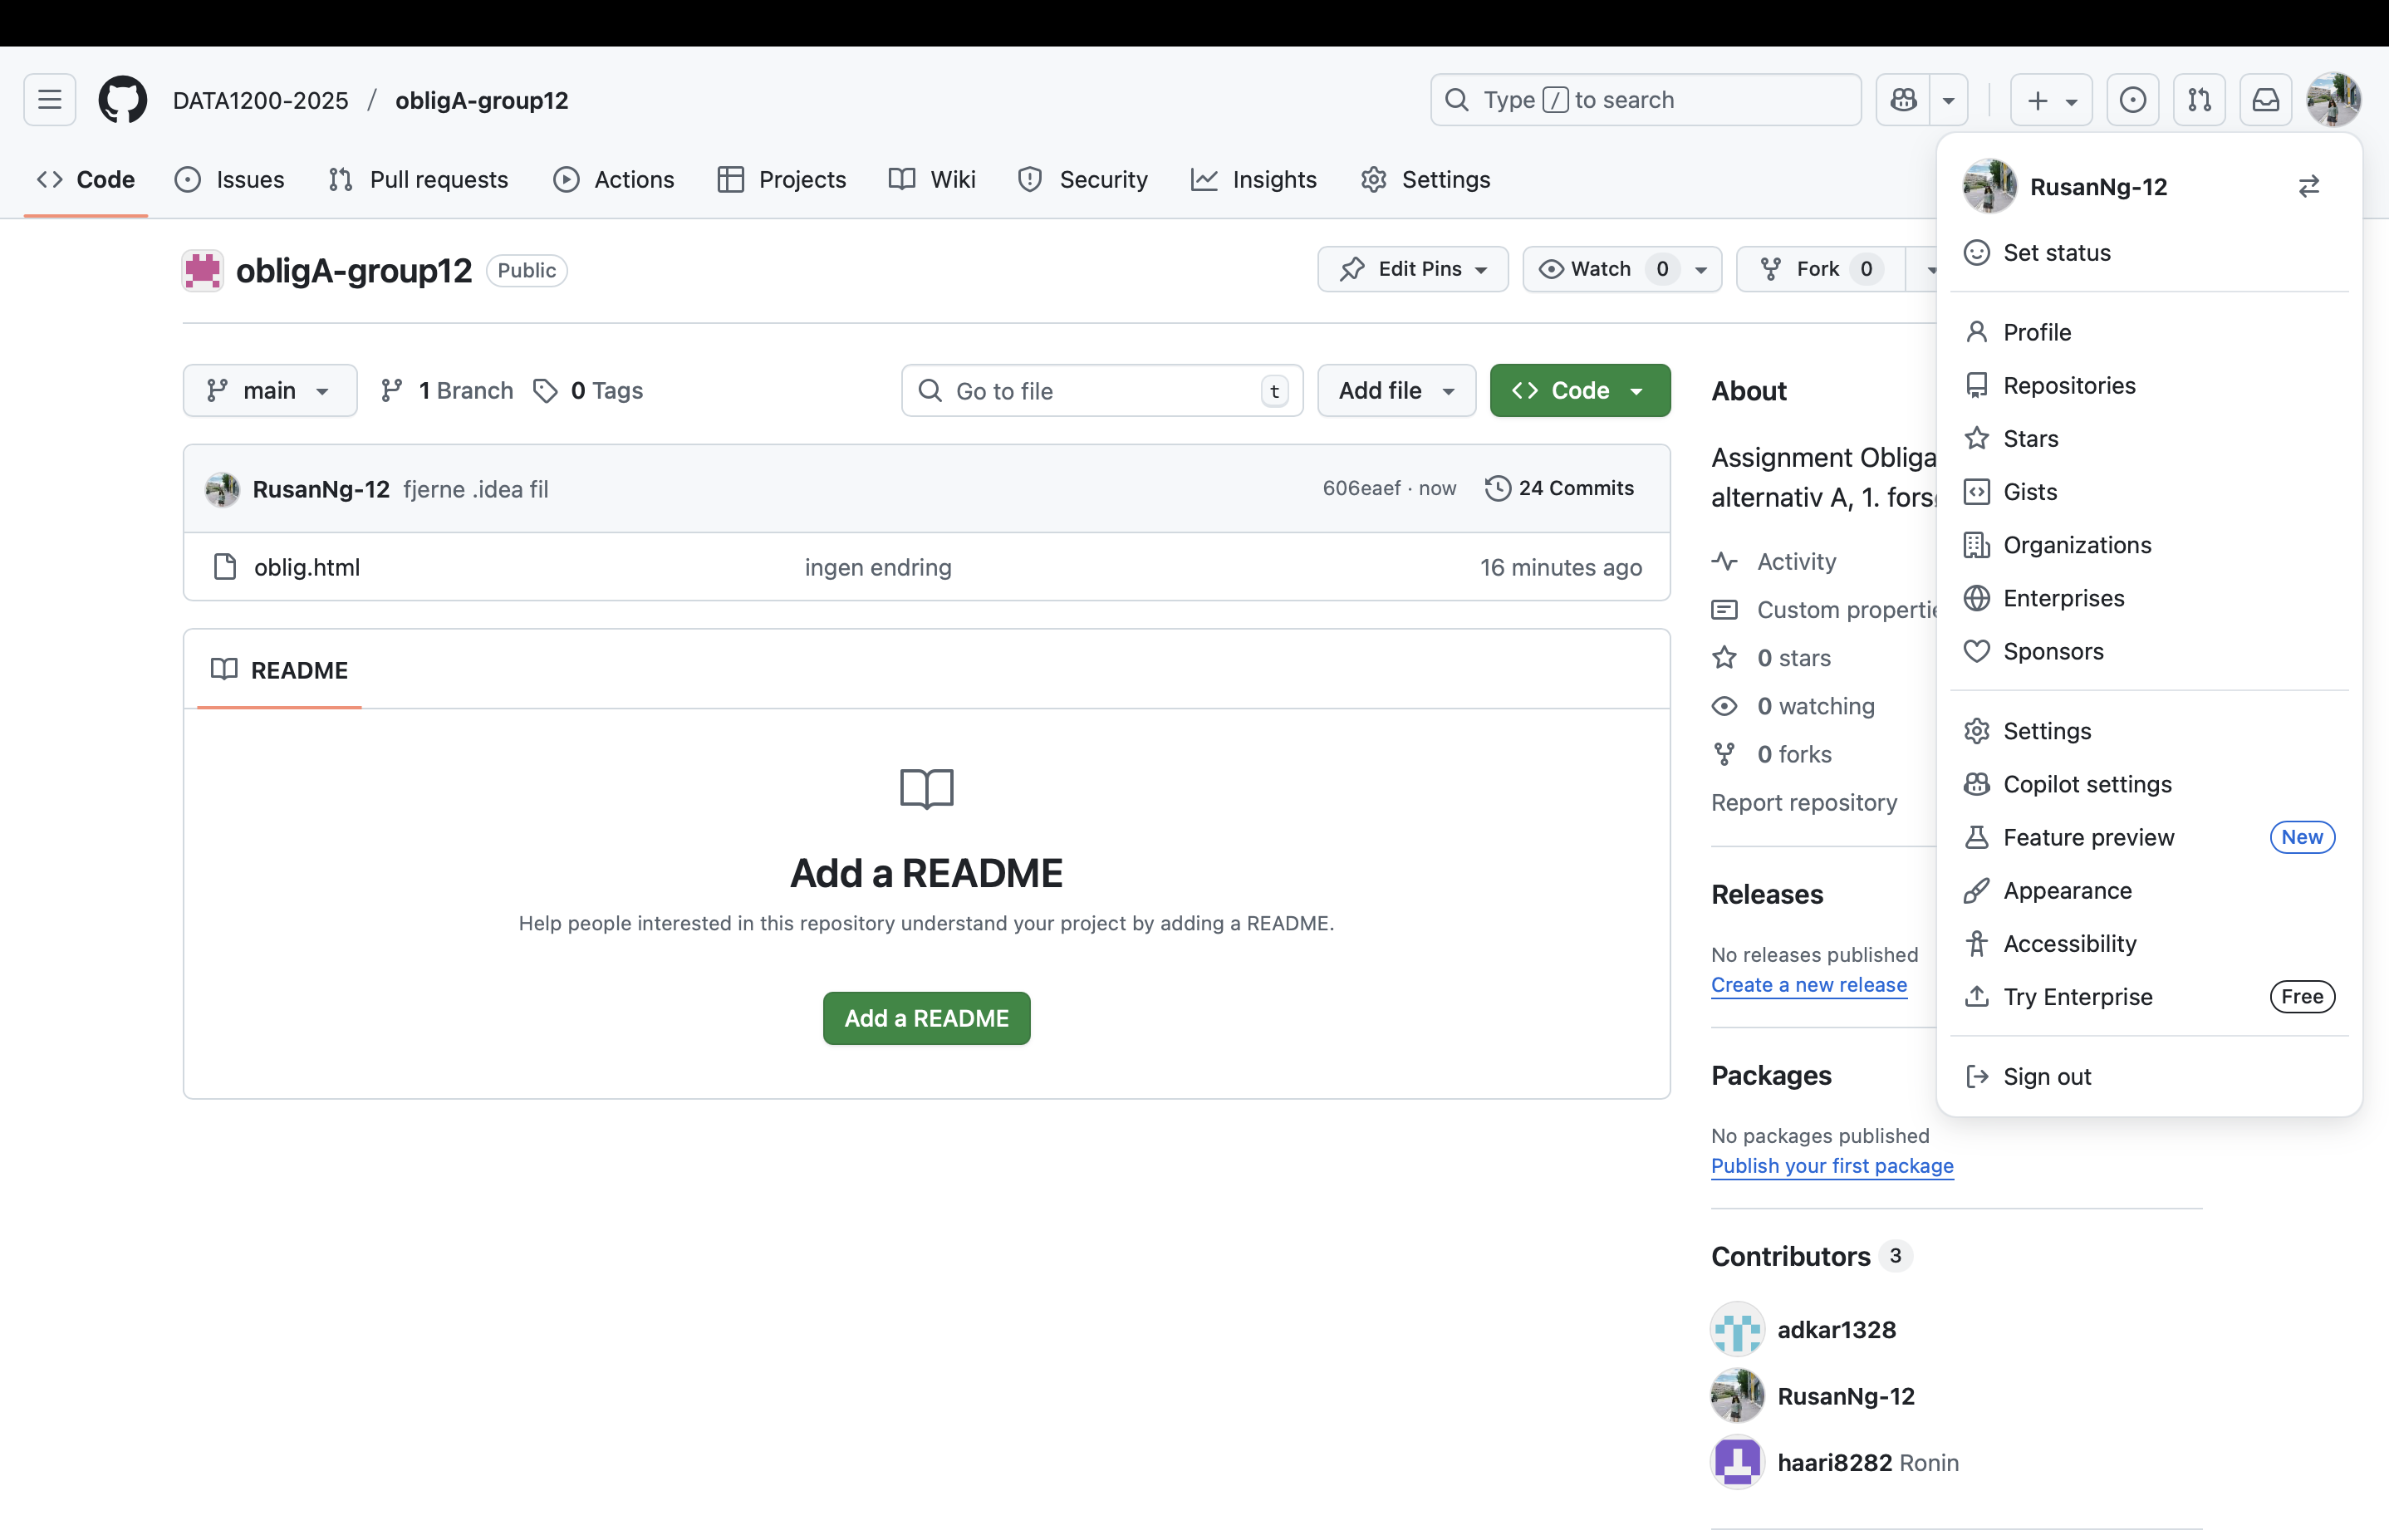 DATA1200-2025 / obligA-group12
Type / to search
Code
Issues
Pull requests
Actions
Projects
Wiki
Security
Insights
Settings
obligA-group12 Public
Edit Pins
Watch 0
Fork 0
main
1 Branch
0 Tags
Go to file t
Add file
Code
RusanNg-12 fjerne .idea fil
606eaef · now
24 Commits
oblig.html
ingen endring
16 minutes ago
README
Add a README
Help people interested in this repository understand your project by adding a README.
Add a README
About
Assignment
alternativ A, 1.
Activity
Custom
0 stars
0 watching
0 forks
Report repository
Releases
No releases published
Create a new release
Packages
No packages published
Publish your first package
Contributors 3
adkar1328
RusanNg-12
haari8282 Ronin
RusanNg-12
Set status
Profile
Repositories
Stars
Gists
Organizations
Enterprises
Sponsors
Settings
Copilot settings
Feature preview New
Appearance
Accessibility
Try Enterprise Free
Sign out